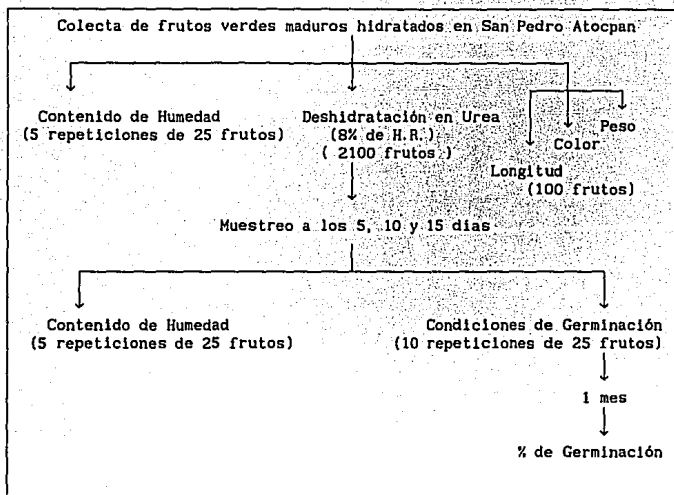 Colecta de frutos verdes maduros hidratados en San Pedro Atocpan
Contenido de Humedad
(5 repeticiones de 25 frutos)
Deshidratación en Urea
(8% de H.R.)
( 2100 frutos )
Peso
Color
Longitud
(100 frutos)
Muestreo a los 5, 10 y 15 dias
Contenido de Humedad
(5 repeticiones de 25 frutos)
Condiciones de Germinación
(10 repeticiones de 25 frutos)
1 mes
% de Germinación